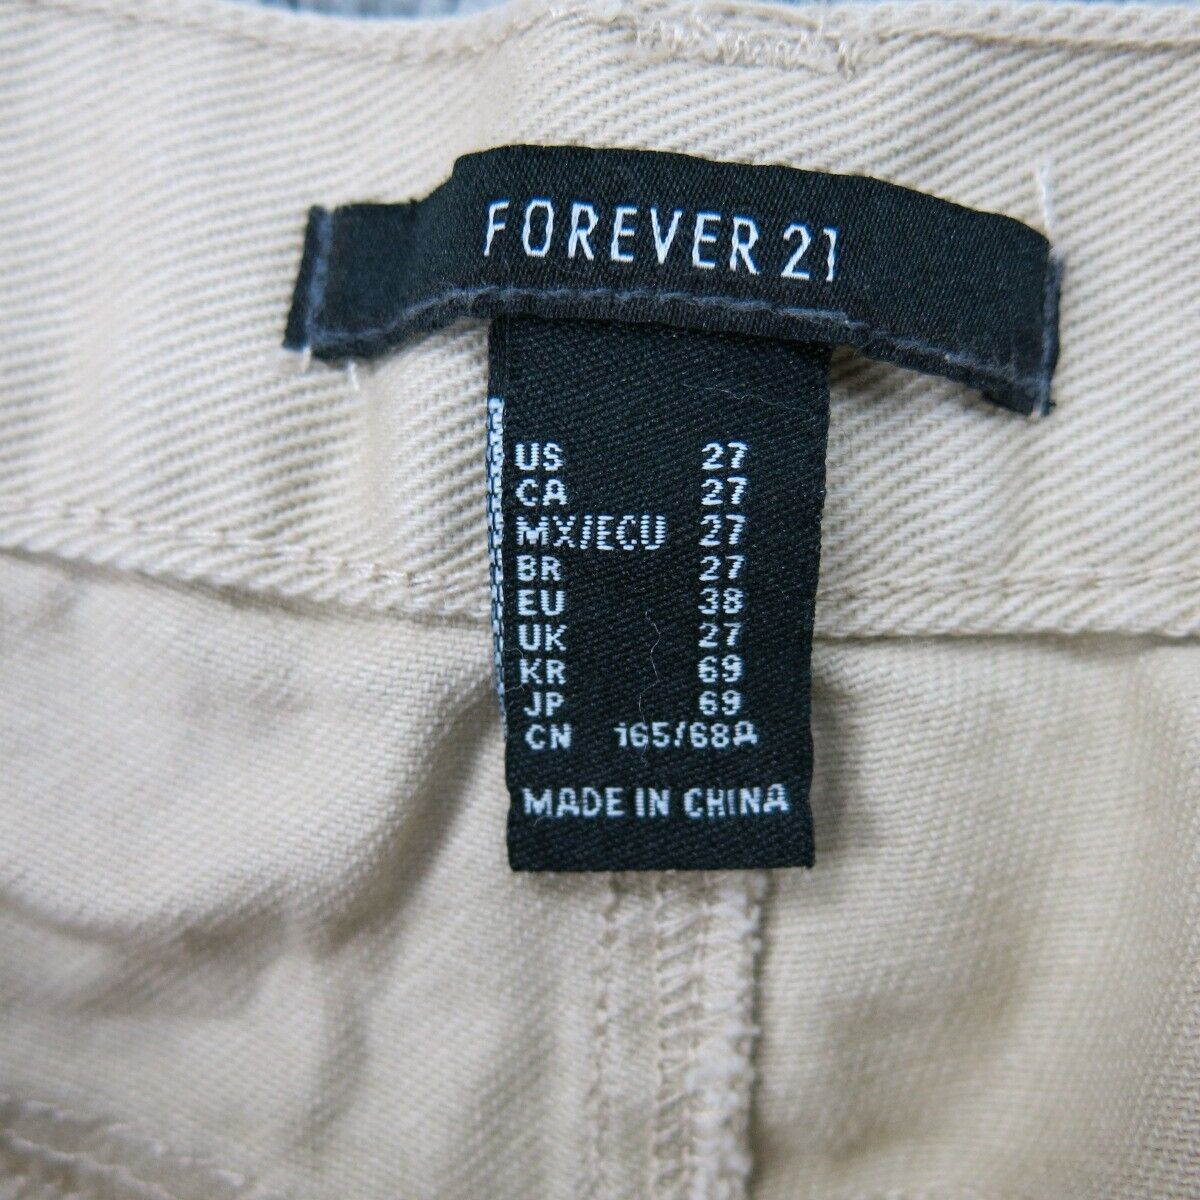 FOREVER 21
US 27
CA 27
MX/ECU 27
BR 27
EU 38
UK 27
KR 69
JP 69
CN 165/68A
MADE IN CHINA